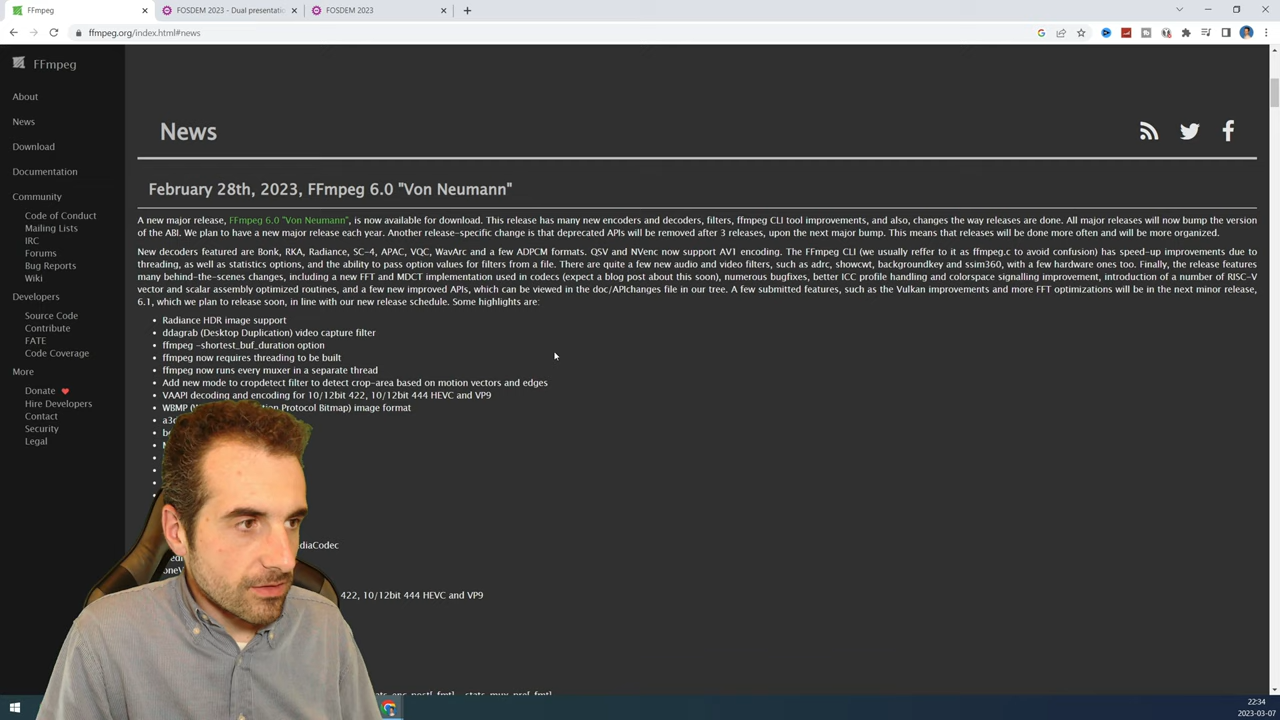 FFmpeg
FOSDEM 2023 - Dual presentatio
FOSDEM 2023
ffmpeg.org/index.html#news
FFmpeg
About
News
Download
Documentation
Community
Code of Conduct
Mailing Lists
IRC
Forums
Bug Reports
Wiki
Developers
Source Code
Contribute
FATE
Code Coverage
More
Donate
Hire Developers
Contact
Security
Legal
News
February 28th, 2023, FFmpeg 6.0 "Von Neumann"
A new major release, FFmpeg 6.0 "Von Neumann", is now available for download. This release has many new encoders and decoders, filters, ffmpeg CLI tool improvements, and also, changes the way releases are done. All major releases will now bump the version
of the ABI. We plan to have a new major release each year. Another release-specific change is that deprecated APIs will be removed after 3 releases, upon the next major bump. This means that releases will be done more often and will be more organized.
New decoders featured are Bonk, RKA, Radiance, SC-4, APAC, VQC, WavArc and a few ADPCM formats. QSV and NVenc now support AV1 encoding. The FFmpeg CLI (we usually reffer to it as ffmpeg.c to avoid confusion) has speed-up improvements due to
threading, as well as statistics options, and the ability to pass option values for filters from a file. There are quite a few new audio and video filters, such as adrc, showcwt, backgroundkey and ssim360, with a few hardware ones too. Finally, the release features
many behind-the-scenes changes, including a new FFT and MDCT implementation used in codecs (expect a blog post about this soon), numerous bugfixes, better ICC profile handling and colorspace signalling improvement, introduction of a number of RISC-V
vector and scalar assembly optimized routines, and a few new improved APIs, which can be viewed in the doc/APIchanges file in our tree. A few submitted features, such as the Vulkan improvements and more FFT optimizations will be in the next minor release,
6.1, which we plan to release soon, in line with our new release schedule. Some highlights are:
Radiance HDR image support
ddagrab (Desktop Duplication) video capture filter
ffmpeg -shortest_buf_duration option
ffmpeg now requires threading to be built
ffmpeg now runs every muxer in a separate thread
Add new mode to cropdetect filter to detect crop-area based on motion vectors and edges
VAAPI decoding and encoding for 10/12bit 422, 10/12bit 444 HEVC and VP9
WBMP (W Protocol Bitmap) image format
diaCodec
422, 10/12bit 444 HEVC and VP9
22:34
2023-03-07